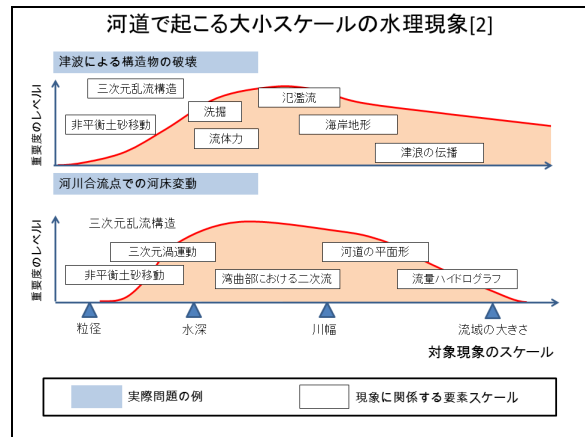 河道で起こる大小スケールの水理現象[2]
津波による構造物の破壊
重要度のレベルl
三次元乱流構造
氾濫流
洗掘
非平衡土砂移動
海岸地形
流体力
津浪の伝播
河川合流点での河床変動
重要度のレベルl
三次元乱流構造
三次元渦運動
河道の平面形
非平衡土砂移動
湾曲部における二次流
流量ハイドログラフ
粒径
水深
川幅
流域の大きさ
対象現象のスケール
実際問題の例
現象に関係する要素スケール